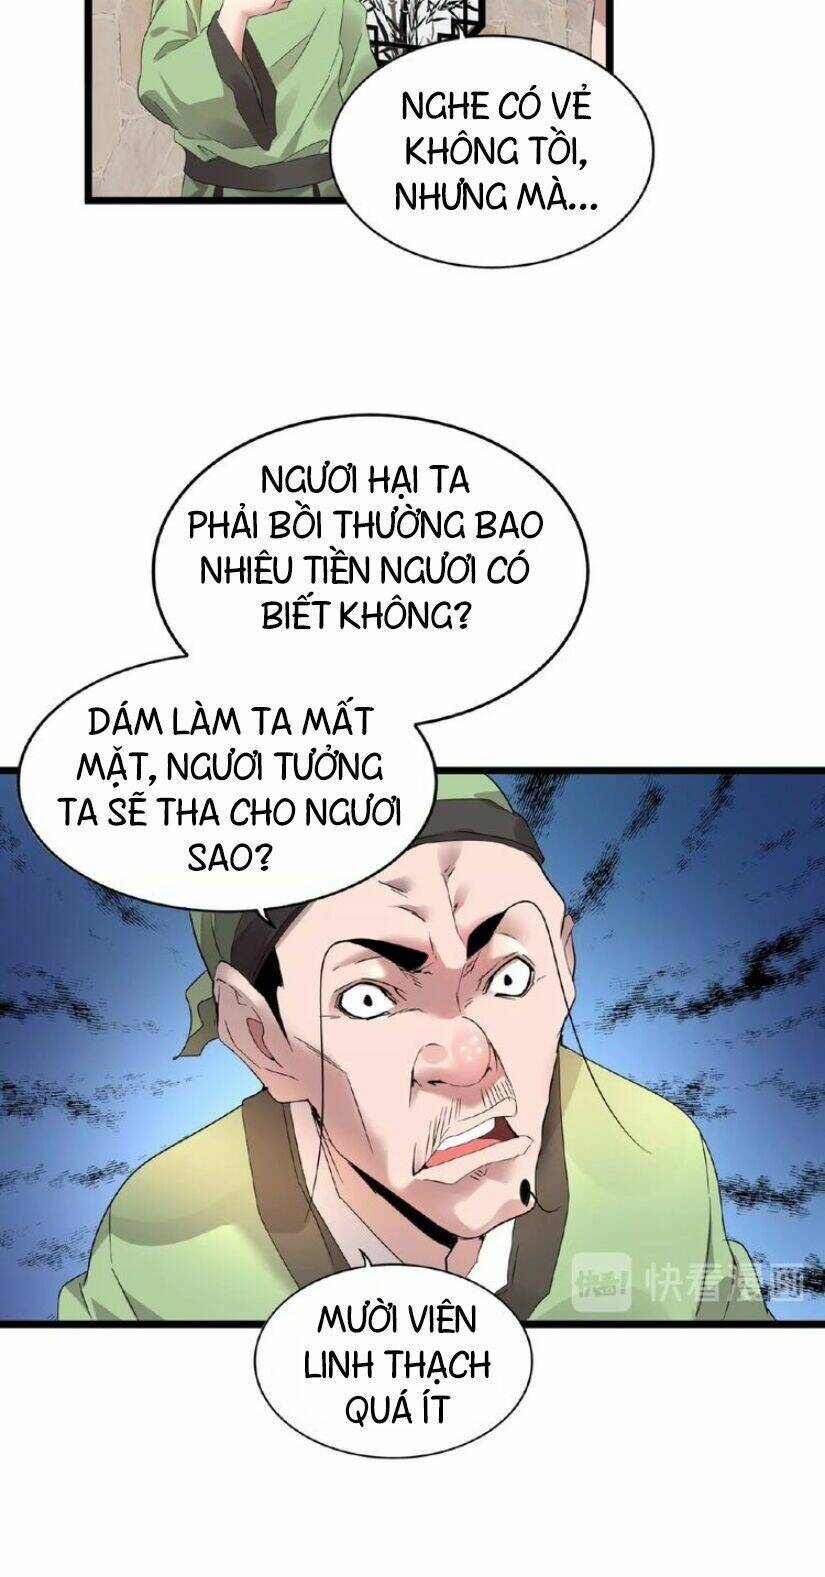 NGHE CÓ VẺ
KHÔNG TỒI,
NHƯNG MÀ...
NGƯƠI HẠI TA
PHẢI BỒI THƯỜNG BAO
NHIÊU TIỀN NGƯƠI CÓ
BIẾT KHÔNG?
DÁM LÀM TA MẤT
MẶT, NGƯƠI TƯỞNG
TA SẼ THA CHO NGƯƠI
SAO?
快看! 快看漫画
MƯỜI VIÊN
LINH THẠCH
QUÁ ÍT